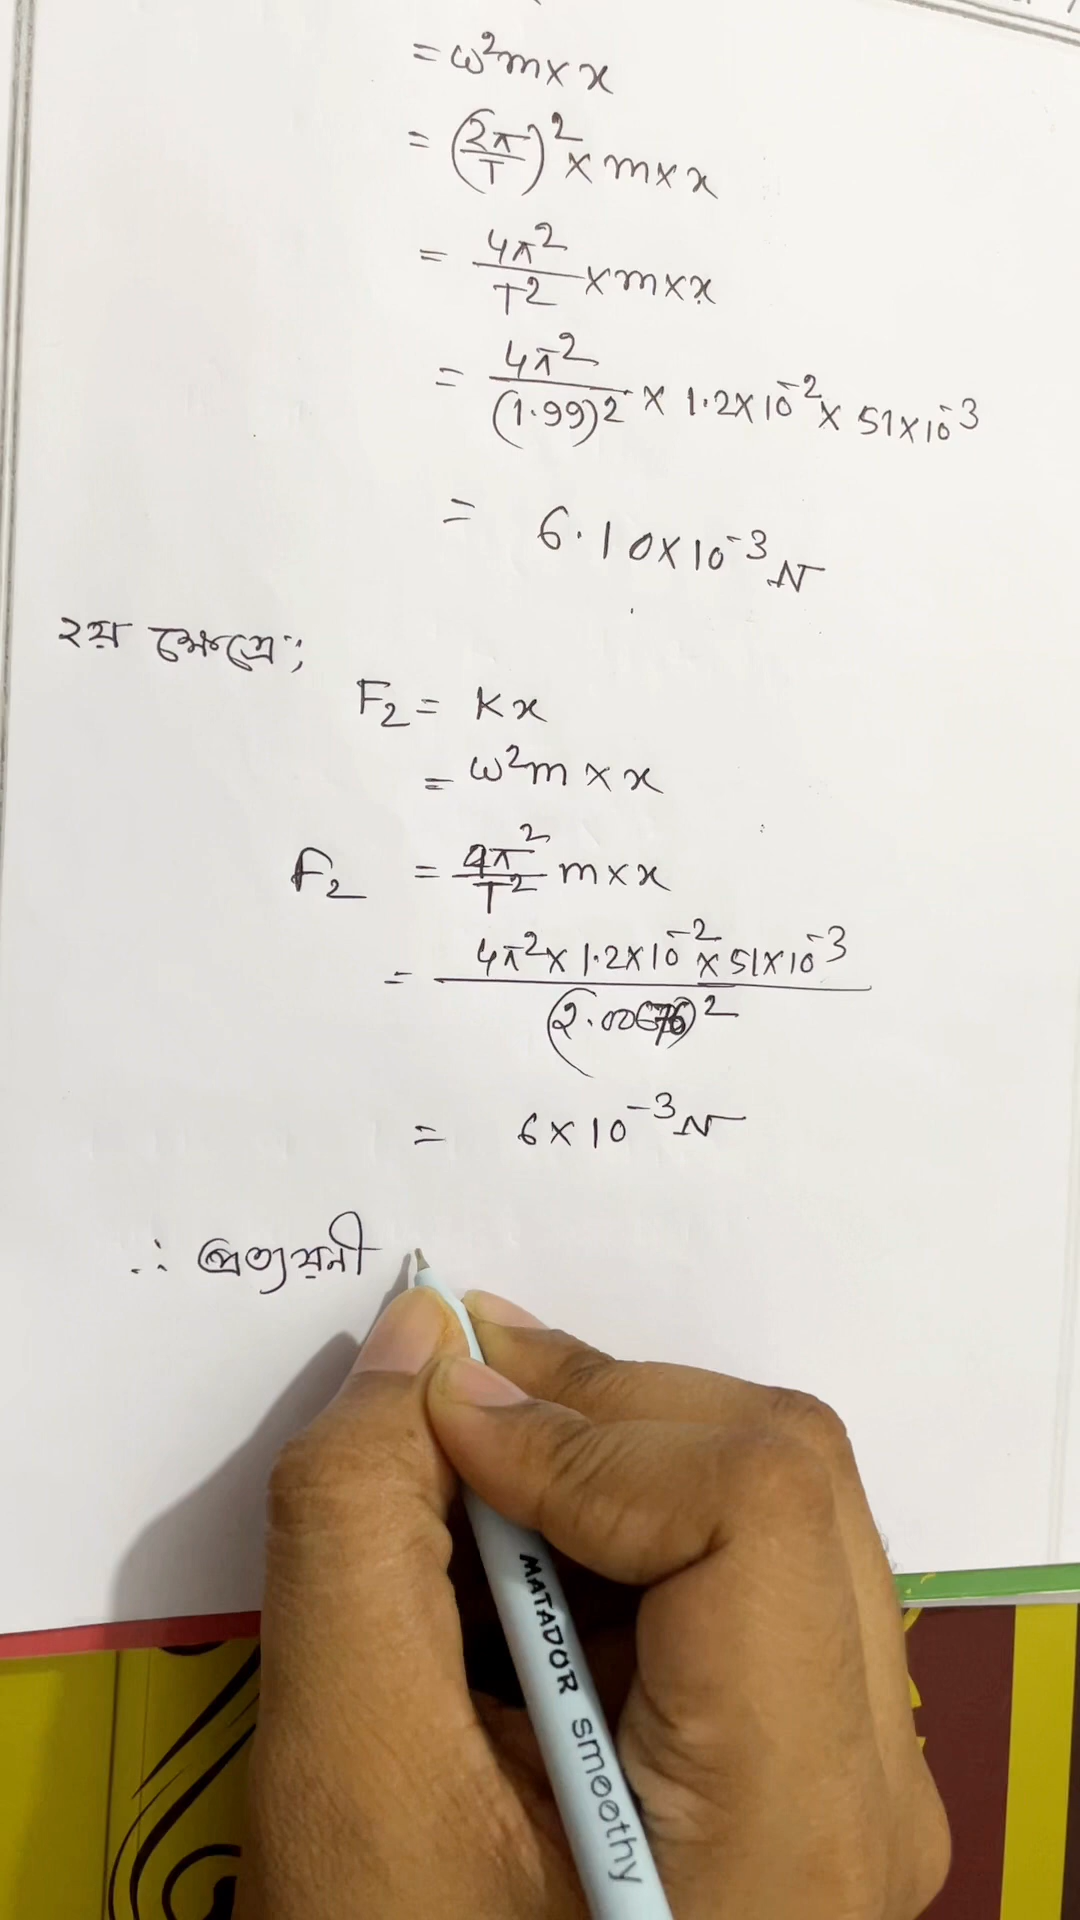 = ω²m × x
= (2π/T)² × m × x
= 4π²/T² × m × x
= 4π²/(1.99)² × 1.2×10⁻² × 51×10⁻³
= 6.10×10⁻³ N
২য় ক্ষেত্রে:,
F₂ = Kx
= ω²m × x
F₂ = 4π²/T² m × x
= 4π² × 1.2×10⁻² × 51×10⁻³/(2.00676)²
= 6×10⁻³ N
∴ প্রত্যয়নী
MATADOR smoothy